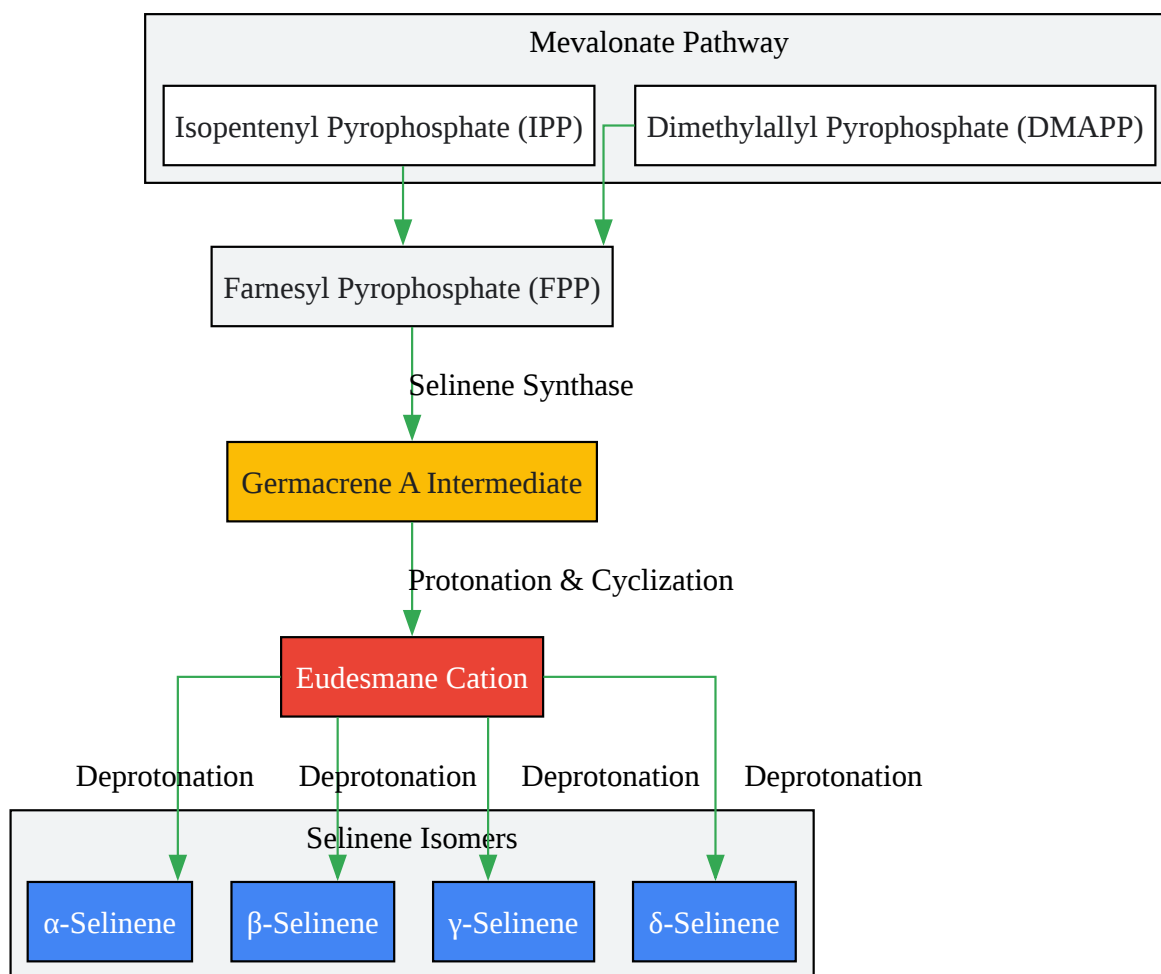 Mevalonate Pathway
Isopentenyl Pyrophosphate (IPP)
Dimethylallyl Pyrophosphate (DMAPP)
Farnesyl Pyrophosphate (FPP)
Selinene Synthase
Germacrene A Intermediate
Protonation & Cyclization
Eudesmane Cation
Deprotonation
Deprotonation
Deprotonation
Deprotonation
Selinene Isomers
α-Selinene
β-Selinene
γ-Selinene
δ-Selinene